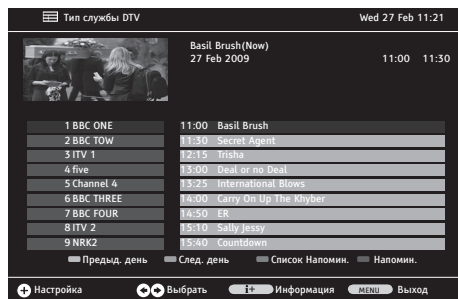 Тип службы DTV Wed 27 Feb 11:21
Basil Brush(Now)
27 Feb 2009 11:00 11:30
1 BBC ONE 11:00 Basil Brush
2 BBC TOW 11:30 Secret Agent
3 ITV 1 12:15 Trisha
4 five 13:00 Deal or no Deal
5 Channel 4 13:25 International Blows
6 BBC THREE 14:00 Carry On Up The Khyber
7 BBC FOUR 14:50 ER
8 ITV 2 15:10 Sally Jessy
9 NRK2 15:40 Countdown
Предыд. день След. день Список Напомин. Напомин.
Настройка Выбрать i+ Информация MENU Выход